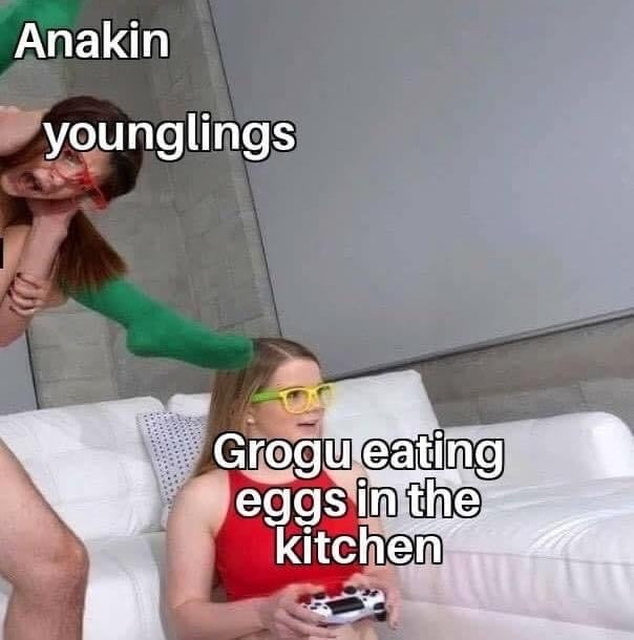 Anakin
younglings
Grogu eating
eggs in the
kitchen